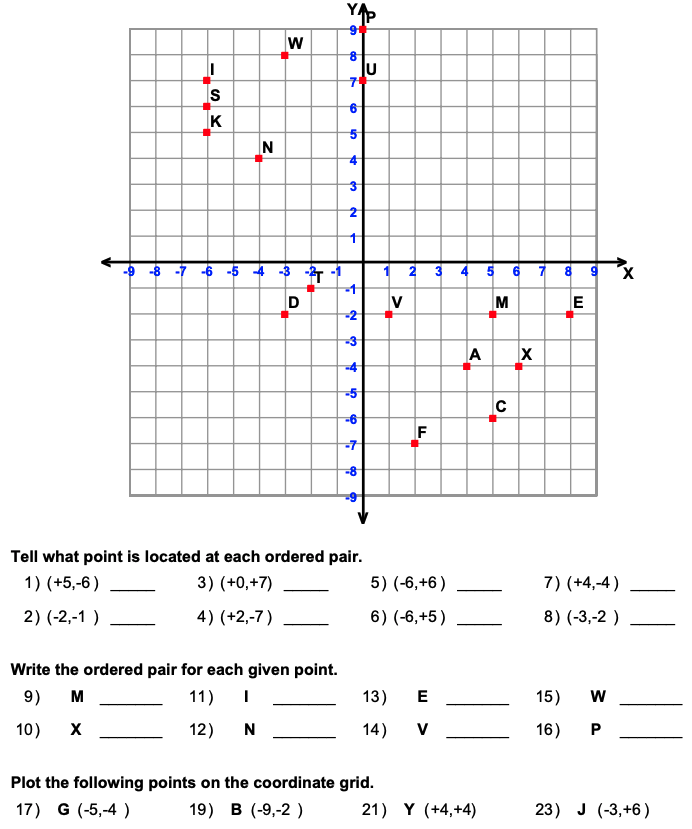 Y P
9
W
8
I U
7
S
6
K
5
N
4
3
2
1
-9 -8 -7 -6 -5 -4 -3 -2 T -1 1 2 3 4 5 6 7 8 9 X
-1
D V M E
-2
-3
A X
-4
-5
C
-6
F
-7
-8
-9
Tell what point is located at each ordered pair.
1) (+5,-6) _____ 3) (+0,+7) _____ 5) (-6,+6) _____ 7) (+4,-4) _____
2) (-2,-1 ) _____ 4) (+2,-7) _____ 6) (-6,+5) _____ 8) (-3,-2 ) _____
Write the ordered pair for each given point.
9) M _______ 11) I _______ 13) E _______ 15) W _______
10) X _______ 12) N _______ 14) V _______ 16) P _______
Plot the following points on the coordinate grid.
17) G (-5,-4 ) 19) B (-9,-2 ) 21) Y (+4,+4) 23) J (-3,+6)